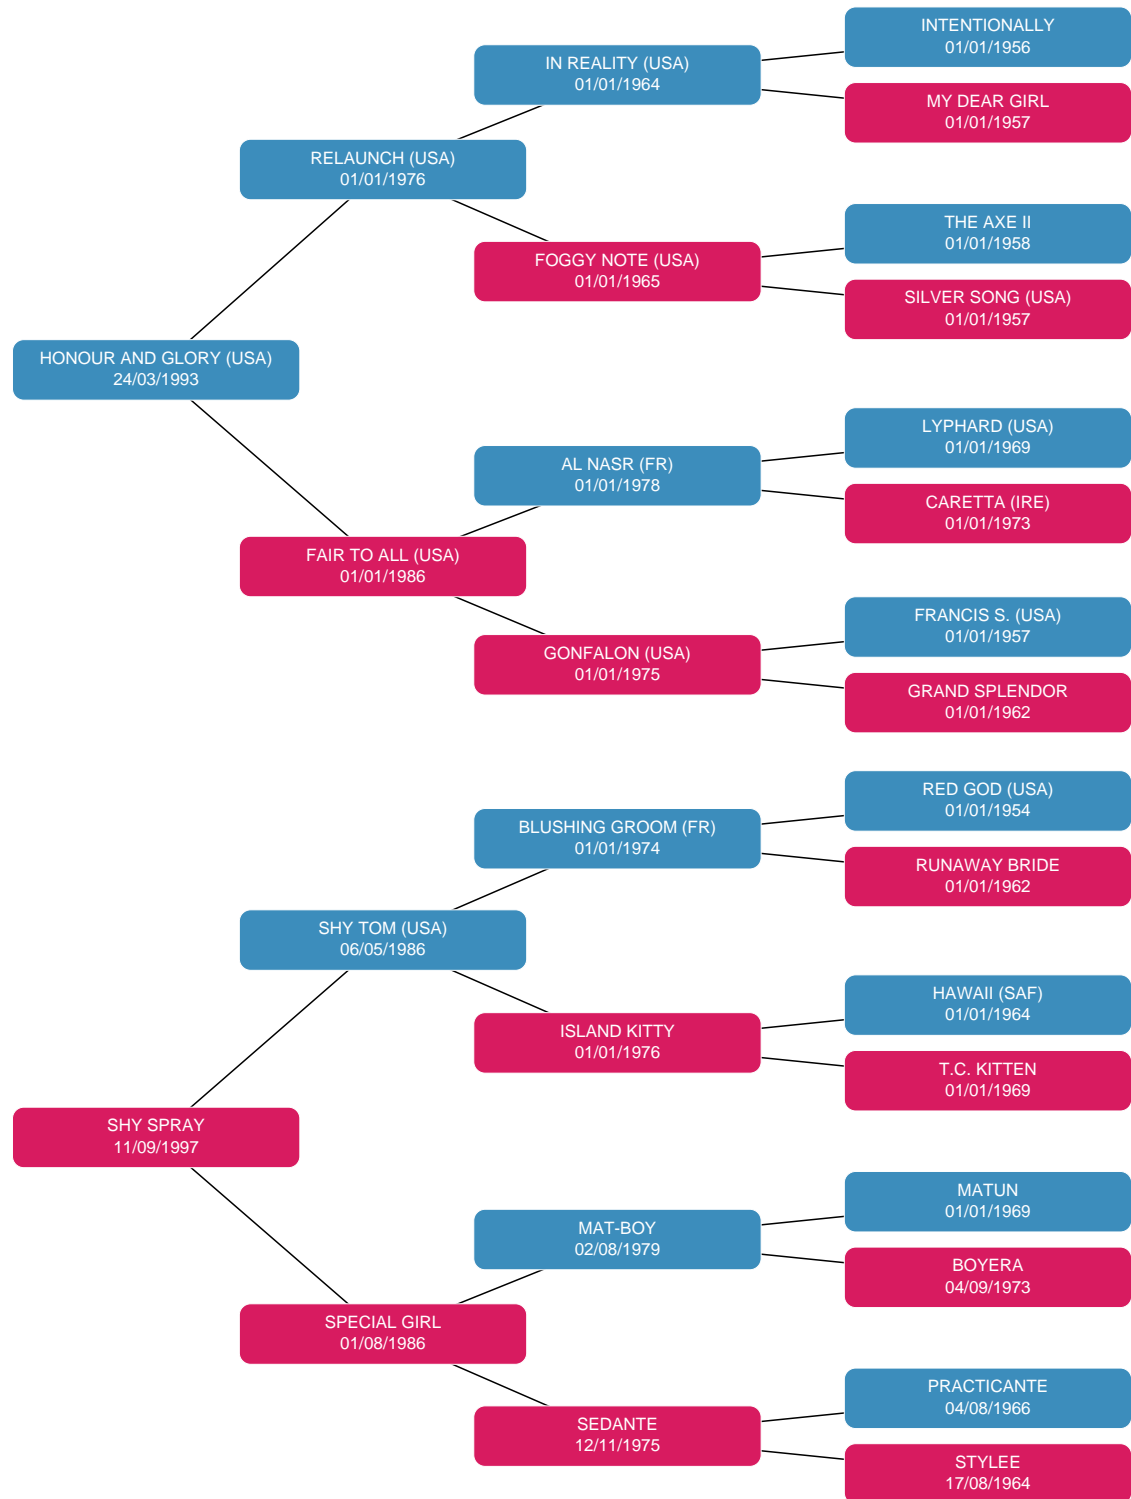 INTENTIONALLY
01/01/1956
IN REALITY (USA)
01/01/1964
MY DEAR GIRL
01/01/1957
RELAUNCH (USA)
01/01/1976
THE AXE II
01/01/1958
FOGGY NOTE (USA)
01/01/1965
SILVER SONG (USA)
01/01/1957
HONOUR AND GLORY (USA)
24/03/1993
LYPHARD (USA)
01/01/1969
AL NASR (FR)
01/01/1978
CARETTA (IRE)
01/01/1973
FAIR TO ALL (USA)
01/01/1986
FRANCIS S. (USA)
01/01/1957
GONFALON (USA)
01/01/1975
GRAND SPLENDOR
01/01/1962
RED GOD (USA)
01/01/1954
BLUSHING GROOM (FR)
01/01/1974
RUNAWAY BRIDE
01/01/1962
SHY TOM (USA)
06/05/1986
HAWAII (SAF)
01/01/1964
ISLAND KITTY
01/01/1976
T.C. KITTEN
01/01/1969
SHY SPRAY
11/09/1997
MATUN
01/01/1969
MAT-BOY
02/08/1979
BOYERA
04/09/1973
SPECIAL GIRL
01/08/1986
PRACTICANTE
04/08/1966
SEDANTE
12/11/1975
STYLEE
17/08/1964